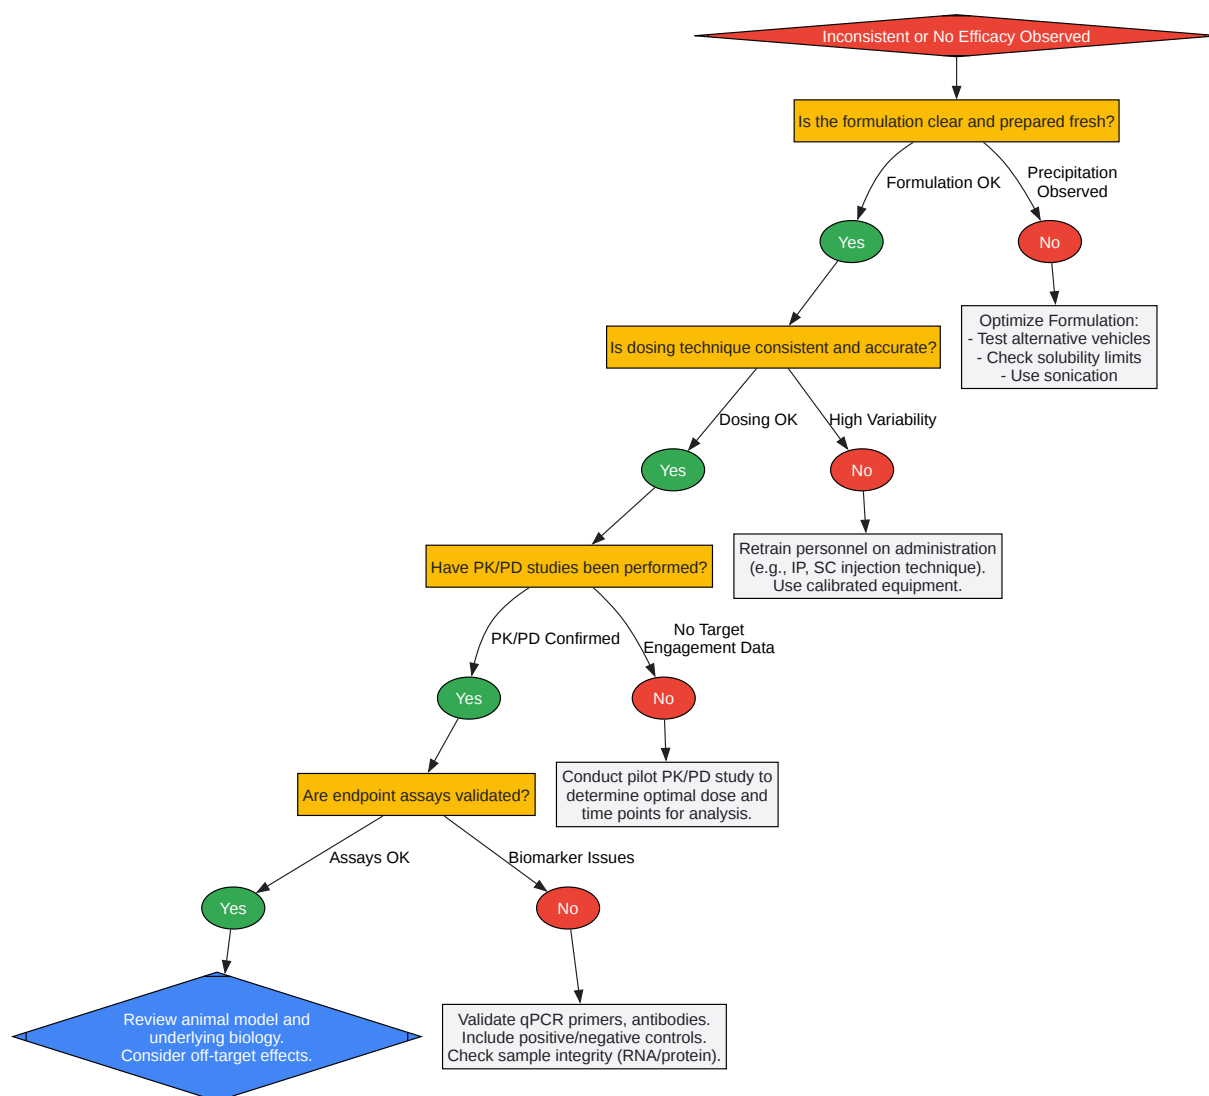 Inconsistent or No Efficacy Observed
Is the formulation clear and prepared fresh?
Formulation OK
Precipitation
Observed
Yes
No
Optimize Formulation:
- Test alternative vehicles
- Check solubility limits
- Use sonication
Is dosing technique consistent and accurate?
Dosing OK
High Variability
Yes
No
Retrain personnel on administration
(e.g., IP, SC injection technique).
Use calibrated equipment.
Have PK/PD studies been performed?
PK/PD Confirmed
No Target
Engagement Data
Yes
No
Conduct pilot PK/PD study to
determine optimal dose and
time points for analysis.
Are endpoint assays validated?
Assays OK
Biomarker Issues
Yes
No
Review animal model and
underlying biology.
Consider off-target effects.
Validate qPCR primers, antibodies.
Include positive/negative controls.
Check sample integrity (RNA/protein).